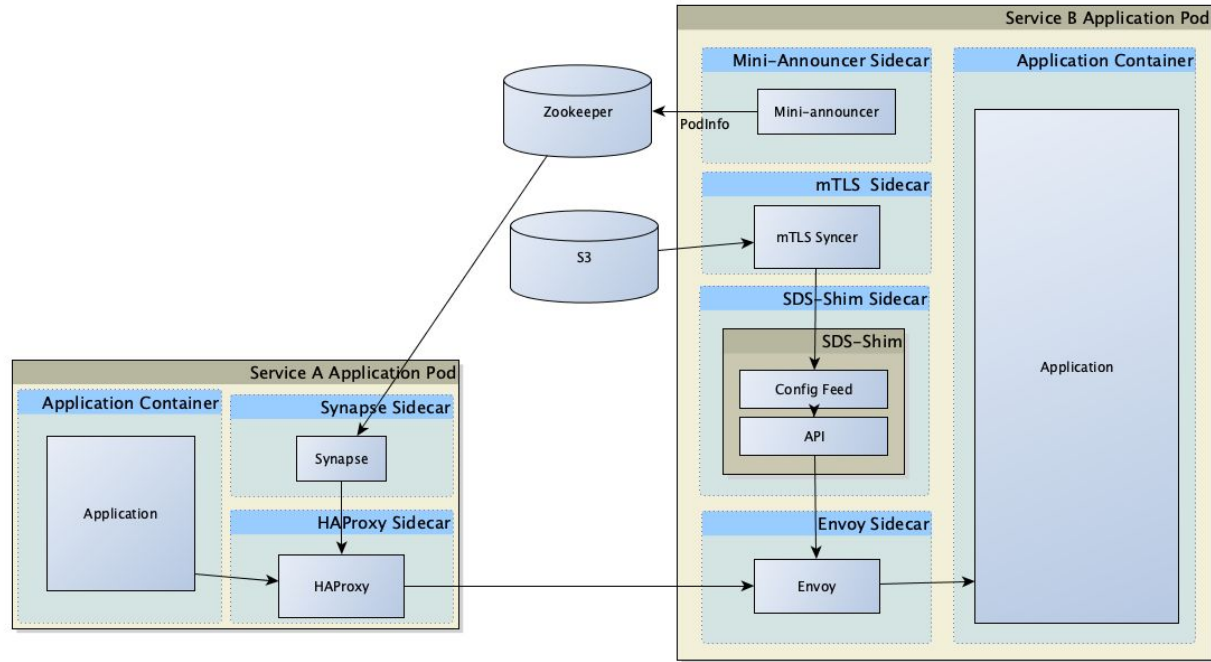 Service B Application Pod
Mini-Announcer Sidecar
Application Container
Zookeeper
PodInfo
Mini-announcer
mTLS  Sidecar
mTLS Syncer
S3
SDS-Shim Sidecar
SDS-Shim
Config Feed
API
Application
Service A Application Pod
Application Container
Synapse Sidecar
Synapse
Application
HAProxy Sidecar
HAProxy
Envoy Sidecar
Envoy